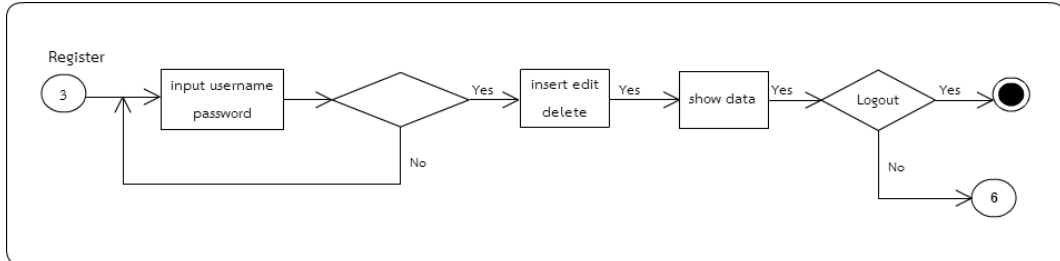 Register
3
input username
password
Yes
No
insert edit
delete
Yes
show data
Yes
Logout
Yes
No
6